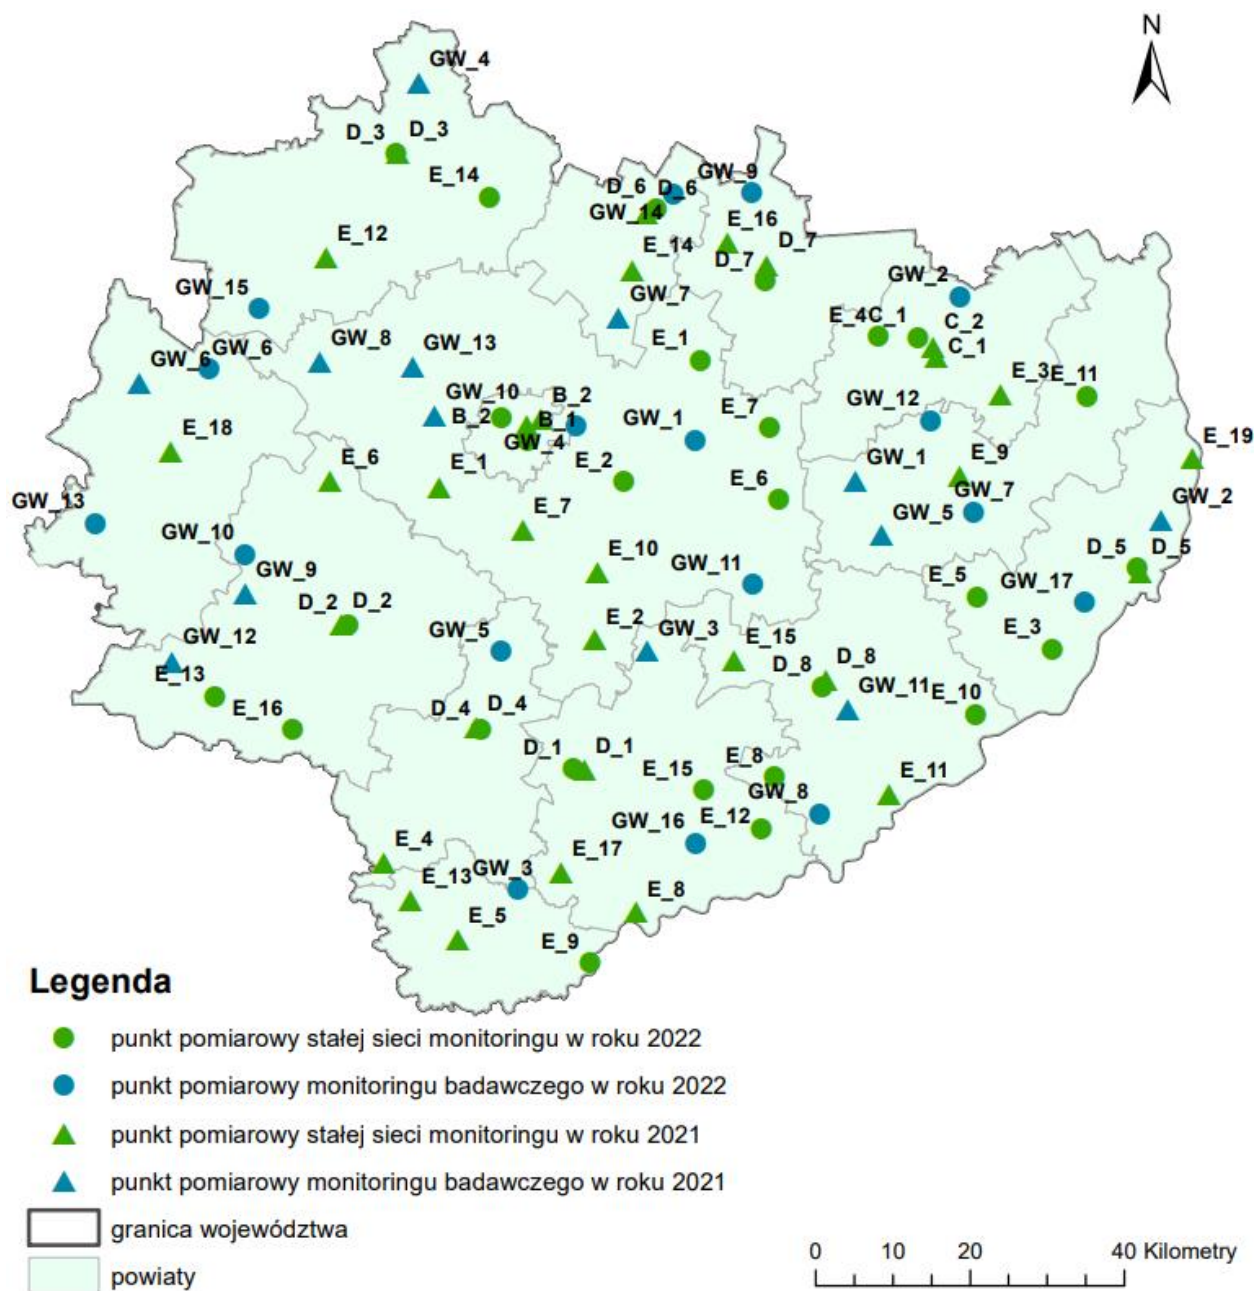 N
GW_4
D_3 D_3
E_14
GW_9
D_6 D_6
GW_14
E_16
E_12
E_14
D_7
D_7
GW_15
GW_7
GW_2
E_4 C_1
C_2
C_1
E_1
GW_6 GW_6
GW_8
GW_13
E_3 E_11
GW_10
B_2
B_2
B_1
GW_4
GW_1
E_7
GW_12
E_18
E_6
E_1
E_2
E_6
GW_1
E_9
E_19
GW_7
GW_2
GW_13
GW_5
E_7
GW_10
D_5 D_5
GW_9
E_10
GW_11
E_5
GW_17
D_2 D_2
E_2
GW_3
E_3
GW_12
GW_5
E_15
D_8
D_8
E_13
GW_11 E_10
E_16
D_4 D_4
D_1 D_1
E_15
E_8
E_11
GW_8
GW_16 E_12
E_4
E_17
E_13
GW_3
E_5
E_8
E_9
Legenda
punkt pomiarowy stałej sieci monitoringu w roku 2022
punkt pomiarowy monitoringu badawczego w roku 2022
punkt pomiarowy stałej sieci monitoringu w roku 2021
punkt pomiarowy monitoringu badawczego w roku 2021
granica województwa
powiaty
0 10 20 40 Kilometry